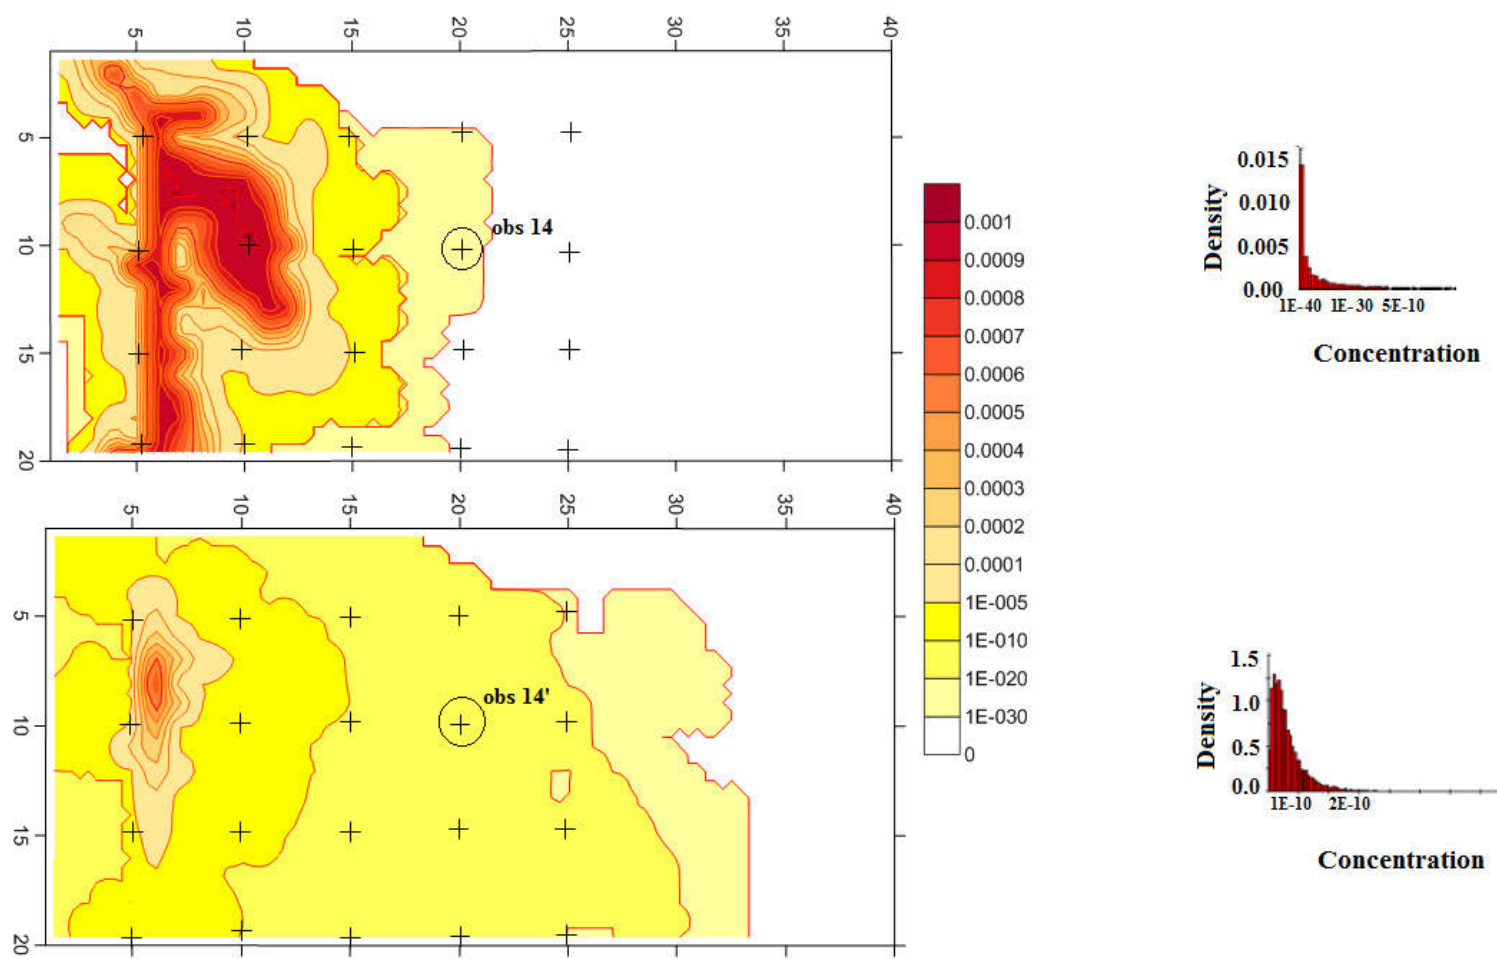 5 10 15 20 25 30 35 40
5
10
15
20
obs 14
5 10 15 20 25 30 35 40
5
10
15
20
obs 14'
0.001
0.0009
0.0008
0.0007
0.0006
0.0005
0.0004
0.0003
0.0002
0.0001
1E-005
1E-010
1E-020
1E-030
0
Density
0.015
0.010
0.005
0.00
1E-40 1E-30 5E-10
Concentration
Density
1.5
1.0
0.5
0.0
1E-10 2E-10
Concentration